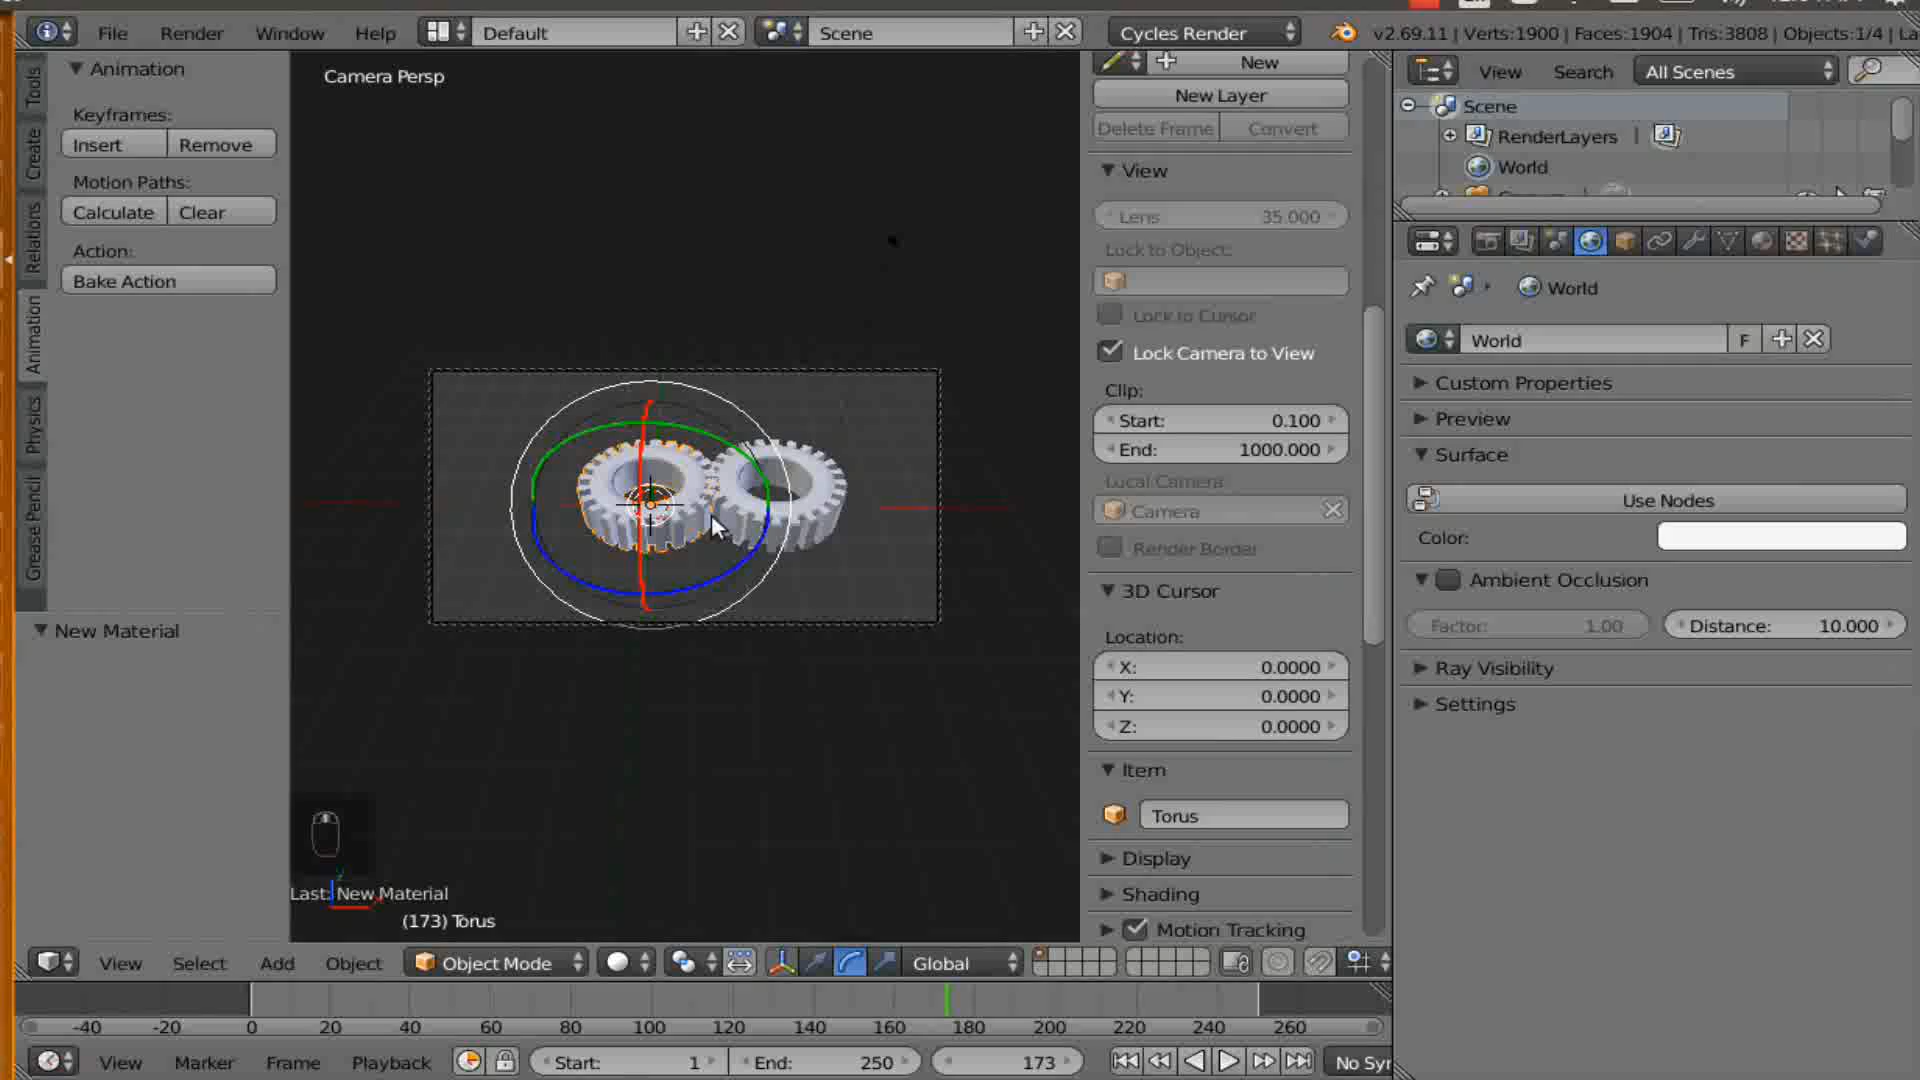 File Render Window Help Default Scene Cycles Render v2.69.11 | Verts:1900 | Faces:1904 | Tris:3808 | Objects:1/4 | La
Tools
Create
Relations
Animation
Physics
Grease Pencil
Animation
Keyframes:
Insert Remove
Motion Paths:
Calculate Clear
Action:
Bake Action
New Material
Camera Persp
Last: New Material
(173) Torus
New
New Layer
Delete Frame Convert
View
Lens: 35.000
Lock to Object:
Lock to Cursor
Lock Camera to View
Clip:
Start: 0.100
End: 1000.000
Local Camera:
Camera
Render Border
3D Cursor
Location:
X: 0.0000
Y: 0.0000
Z: 0.0000
Item
Torus
Display
Shading
Motion Tracking
View Search All Scenes
Scene
RenderLayers |
World
World
World F
Custom Properties
Preview
Surface
Use Nodes
Color:
Ambient Occlusion
Factor: 1.00 Distance: 10.000
Ray Visibility
Settings
View Select Add Object Object Mode Global
-40 -20 0 20 40 60 80 100 120 140 160 180 200 220 240 260
View Marker Frame Playback Start: 1 End: 250 173 No Syr